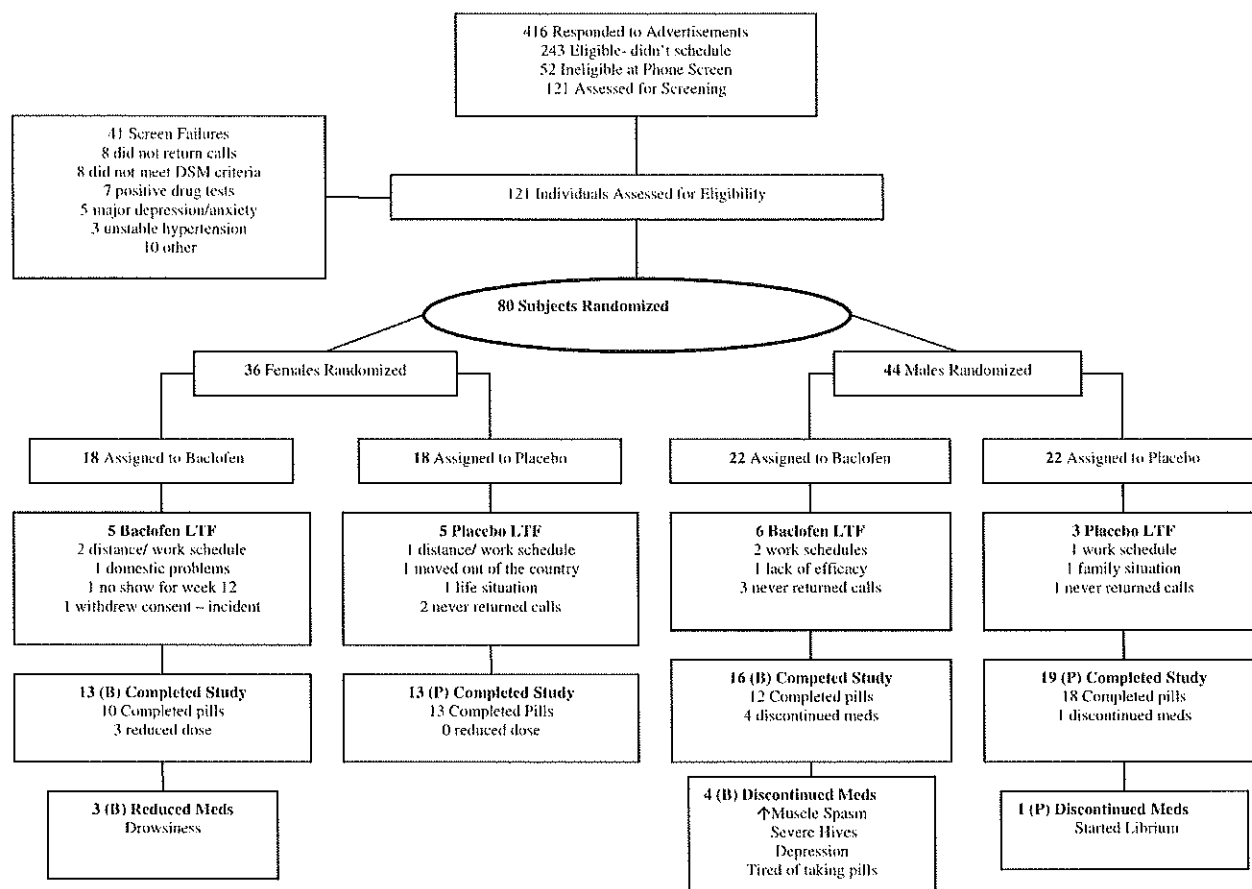 416 Responded to Advertisements
243 Eligible- didn't schedule
52 Ineligible at Phone Screen
121 Assessed for Screening
41 Screen Failures
8 did not return calls
8 did not meet DSM criteria
7 positive drug tests
5 major depression/anxiety
3 unstable hypertension
10 other
121 Individuals Assessed for Eligibility
80 Subjects Randomized
36 Females Randomized
44 Males Randomized
18 Assigned to Baclofen
18 Assigned to Placebo
22 Assigned to Baclofen
22 Assigned to Placebo
5 Baclofen LTF
2 distance/ work schedule
1 domestic problems
1 no show for week 12
1 withdrew consent – incident
5 Placebo LTF
1 distance/ work schedule
1 moved out of the country
1 life situation
2 never returned calls
6 Baclofen LTF
2 work schedules
1 lack of efficacy
3 never returned calls
3 Placebo LTF
1 work schedule
1 family situation
1 never returned calls
13 (B) Completed Study
10 Completed pills
3 reduced dose
13 (P) Completed Study
13 Completed Pills
0 reduced dose
16 (B) Competed Study
12 Completed pills
4 discontinued meds
19 (P) Completed Study
18 Completed pills
1 discontinued meds
3 (B) Reduced Meds
Drowsiness
4 (B) Discontinued Meds
↑Muscle Spasm
Severe Hives
Depression
Tired of taking pills
1 (P) Discontinued Meds
Started Librium